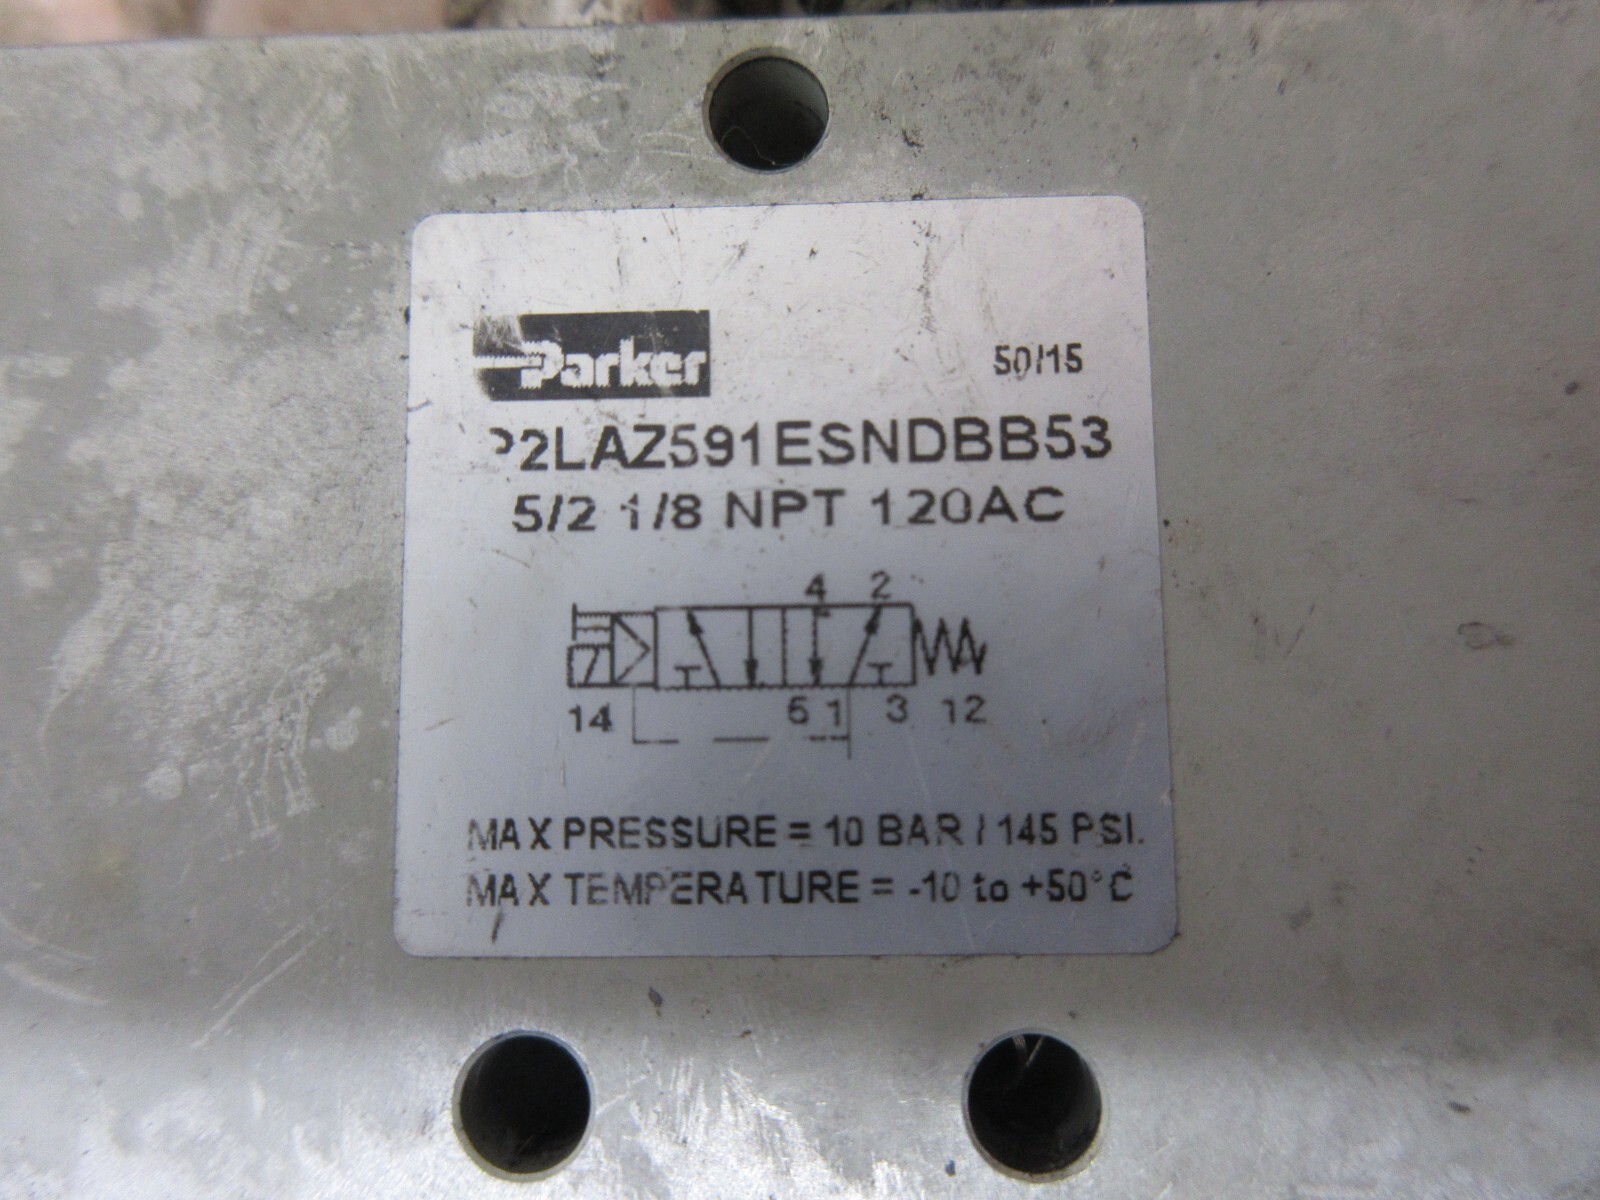 Parker
50/15
P2LAZ591ESNDBB53
5/2 1/8 NPT 120AC
4 2
14 5 1 3 12
MAX PRESSURE = 10 BAR / 145 PSI.
MAX TEMPERATURE = -10 to +50°C